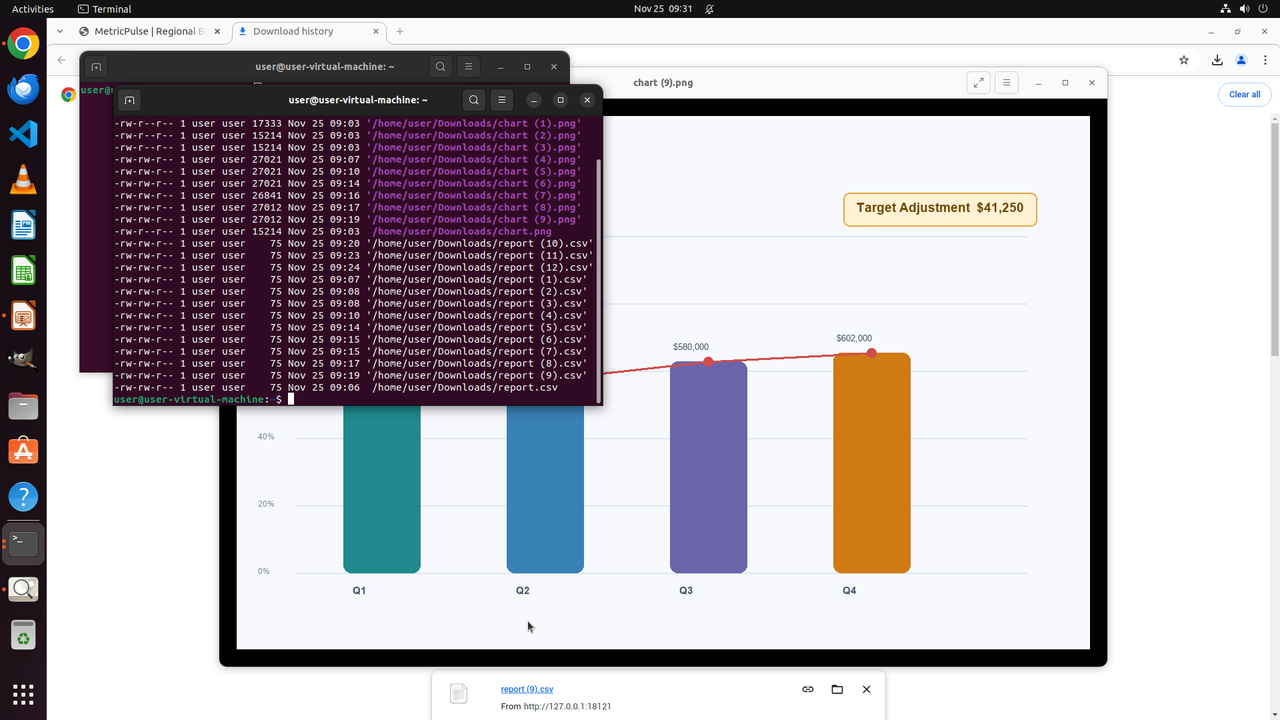 Activities
Terminal
Nov 25 09:31
MetricPulse | Regional B
Download history
user@user-virtual-machine: ~
chart (9).png
Clear all
user@
user@user-virtual-machine: ~
-rw-r--r-- 1 user user 17333 Nov 25 09:03 '/home/user/Downloads/chart (1).png'
-rw-r--r-- 1 user user 15214 Nov 25 09:03 '/home/user/Downloads/chart (2).png'
-rw-r--r-- 1 user user 15214 Nov 25 09:03 '/home/user/Downloads/chart (3).png'
-rw-rw-r-- 1 user user 27021 Nov 25 09:07 '/home/user/Downloads/chart (4).png'
-rw-rw-r-- 1 user user 27021 Nov 25 09:10 '/home/user/Downloads/chart (5).png'
-rw-rw-r-- 1 user user 27021 Nov 25 09:14 '/home/user/Downloads/chart (6).png'
-rw-rw-r-- 1 user user 26841 Nov 25 09:16 '/home/user/Downloads/chart (7).png'
-rw-rw-r-- 1 user user 27012 Nov 25 09:17 '/home/user/Downloads/chart (8).png'
-rw-rw-r-- 1 user user 27012 Nov 25 09:19 '/home/user/Downloads/chart (9).png'
-rw-rw-r-- 1 user user 15214 Nov 25 09:03 /home/user/Downloads/chart.png
-rw-rw-r-- 1 user user 75 Nov 25 09:20 '/home/user/Downloads/report (10).csv'
-rw-rw-r-- 1 user user 75 Nov 25 09:23 '/home/user/Downloads/report (11).csv'
-rw-rw-r-- 1 user user 75 Nov 25 09:24 '/home/user/Downloads/report (12).csv'
-rw-rw-r-- 1 user user 75 Nov 25 09:07 '/home/user/Downloads/report (1).csv'
-rw-rw-r-- 1 user user 75 Nov 25 09:08 '/home/user/Downloads/report (2).csv'
-rw-rw-r-- 1 user user 75 Nov 25 09:08 '/home/user/Downloads/report (3).csv'
-rw-rw-r-- 1 user user 75 Nov 25 09:10 '/home/user/Downloads/report (4).csv'
-rw-rw-r-- 1 user user 75 Nov 25 09:14 '/home/user/Downloads/report (5).csv'
-rw-rw-r-- 1 user user 75 Nov 25 09:15 '/home/user/Downloads/report (6).csv'
-rw-rw-r-- 1 user user 75 Nov 25 09:15 '/home/user/Downloads/report (7).csv'
-rw-rw-r-- 1 user user 75 Nov 25 09:17 '/home/user/Downloads/report (8).csv'
-rw-rw-r-- 1 user user 75 Nov 25 09:19 '/home/user/Downloads/report (9).csv'
-rw-rw-r-- 1 user user 75 Nov 25 09:06 /home/user/Downloads/report.csv
user@user-virtual-machine:~$
Target Adjustment $41,250
$580,000
$602,000
40%
20%
0%
Q1
Q2
Q3
Q4
report (9).csv
From http://127.0.0.1:18121